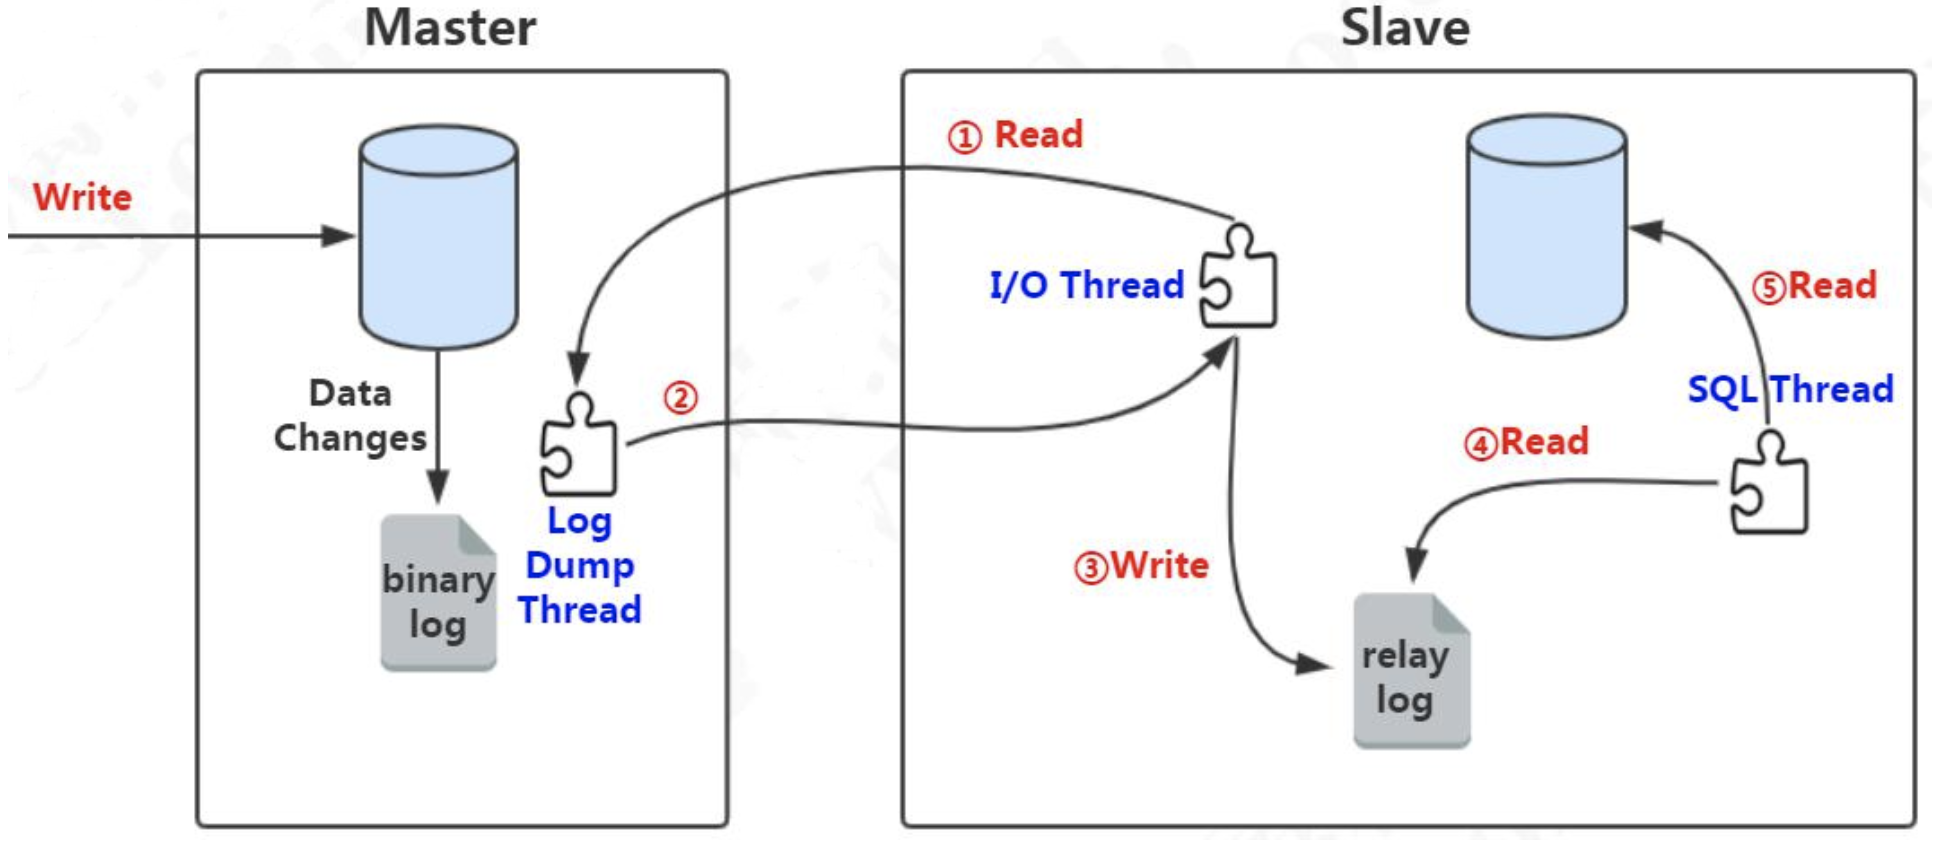 Master
Slave
Write
① Read
I/O Thread
⑤Read
Data
Changes
②
SQL Thread
④Read
Log
Dump
Thread
binary
log
③Write
relay
log